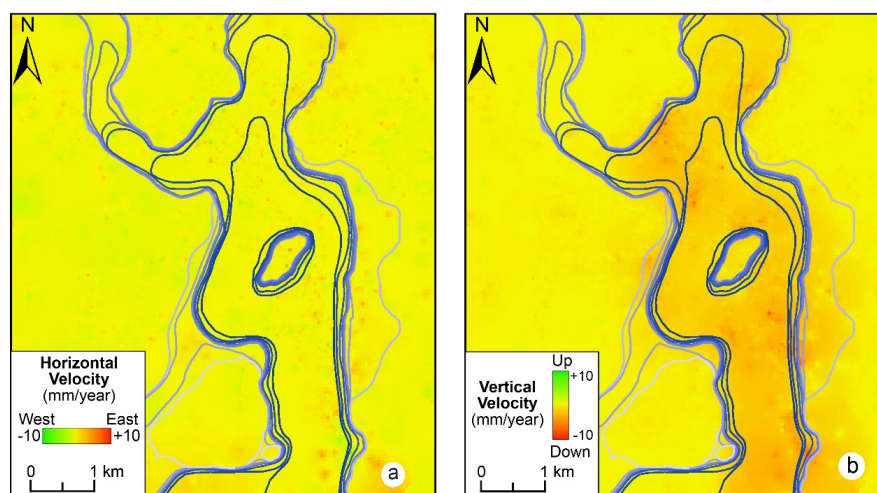 N
Horizontal
Velocity
(mm/year)
West East
-10 +10
0 1 km
a
N
Up
+10
Vertical
Velocity
(mm/year)
-10
Down
0 1 km
b